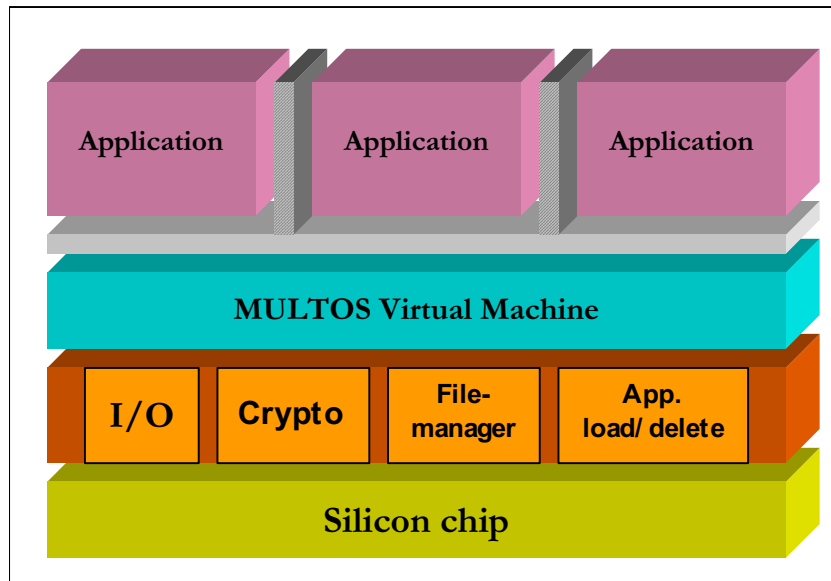 Application
Application
Application
MULTOS Virtual Machine
I/O
Crypto
File-
manager
App.
load/ delete
Silicon chip